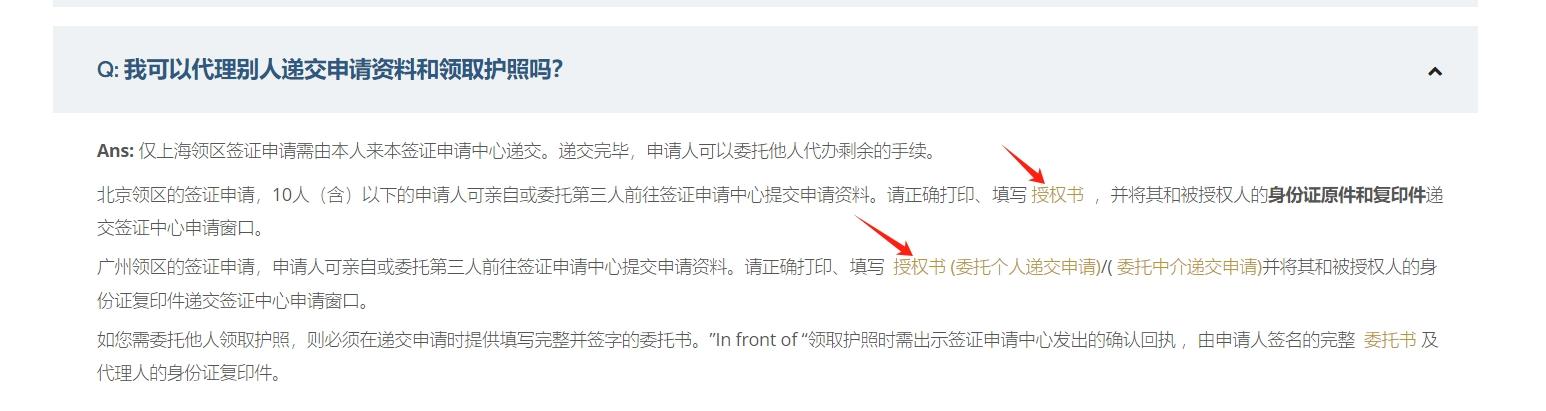 Q: 我可以代理别人递交申请资料和领取护照吗?
Ans: 仅上海领区签证申请需由本人来本签证申请中心递交。递交完毕，申请人可以委托他人代办剩余的手续。
北京领区的签证申请，10人（含）以下的申请人可亲自或委托第三人前往签证申请中心提交申请资料。请正确打印、填写 授权书 ，并将其和被授权人的身份证原件和复印件递
交签证中心申请窗口。
广州领区的签证申请，申请人可亲自或委托第三人前往签证申请中心提交申请资料。请正确打印、填写 授权书 (委托个人递交申请)/( 委托中介递交申请)并将其和被授权人的身
份证复印件递交签证中心申请窗口。
如您需委托他人领取护照，则必须在递交申请时提供填写完整并签字的委托书。”In front of “领取护照时需出示签证申请中心发出的确认回执 ，由申请人签名的完整 委托书 及
代理人的身份证复印件。